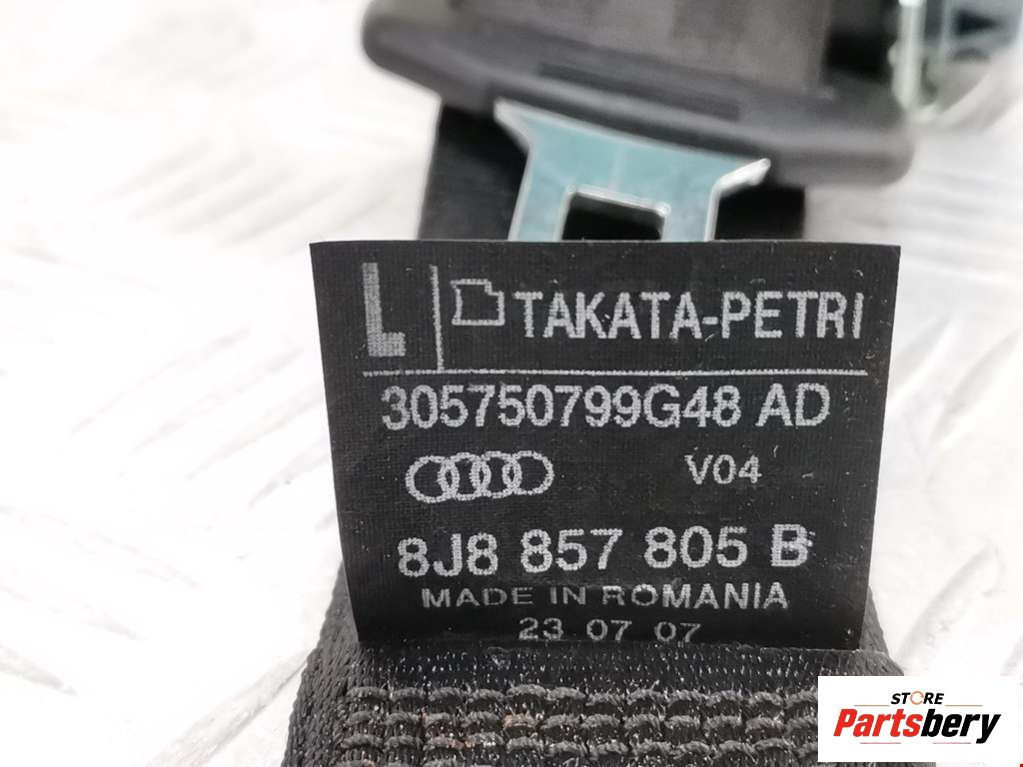 L TAKATA-PETRI
305750799G48 AD
V04
8J8 857 805 B
MADE IN ROMANIA
23 07 07
STORE
Partsbery